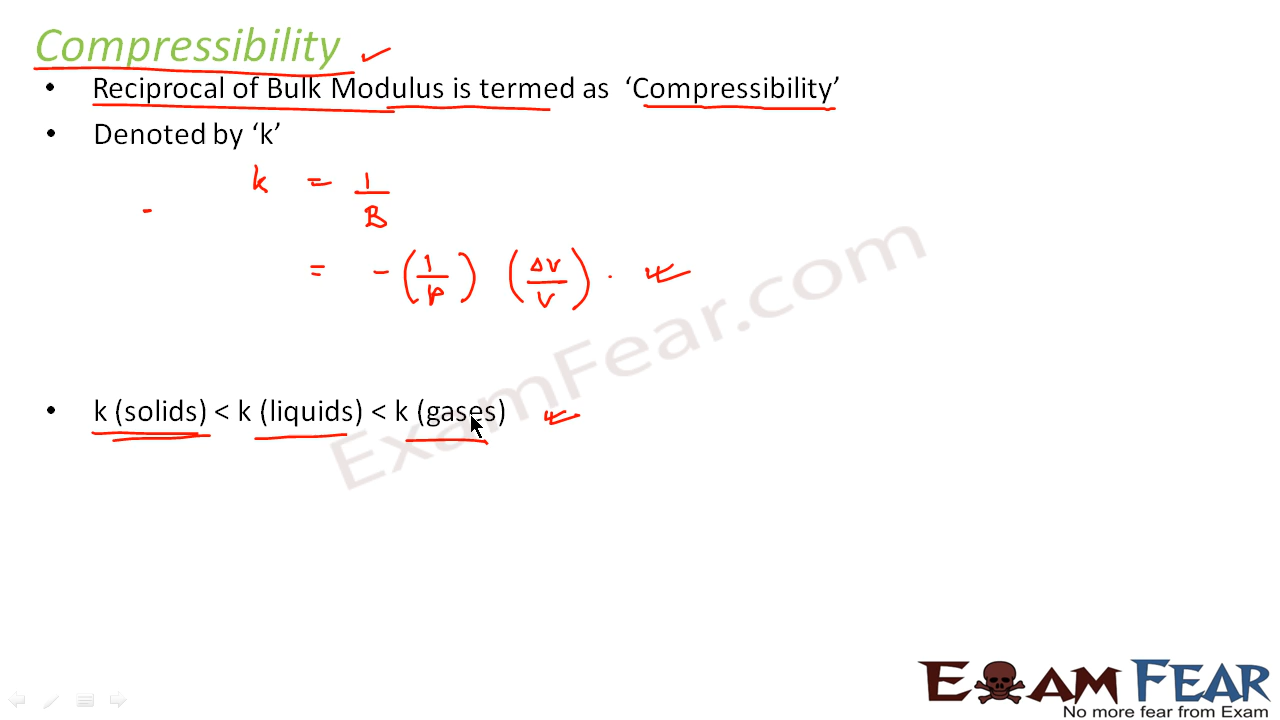 Compressibility
• Reciprocal of Bulk Modulus is termed as ‘Compressibility’
• Denoted by ‘k’
k = 1/B
= -(1/p) (ΔV/V).
• k (solids) < k (liquids) < k (gases)
ExamFear.com
EXAM FEAR
No more fear from Exam